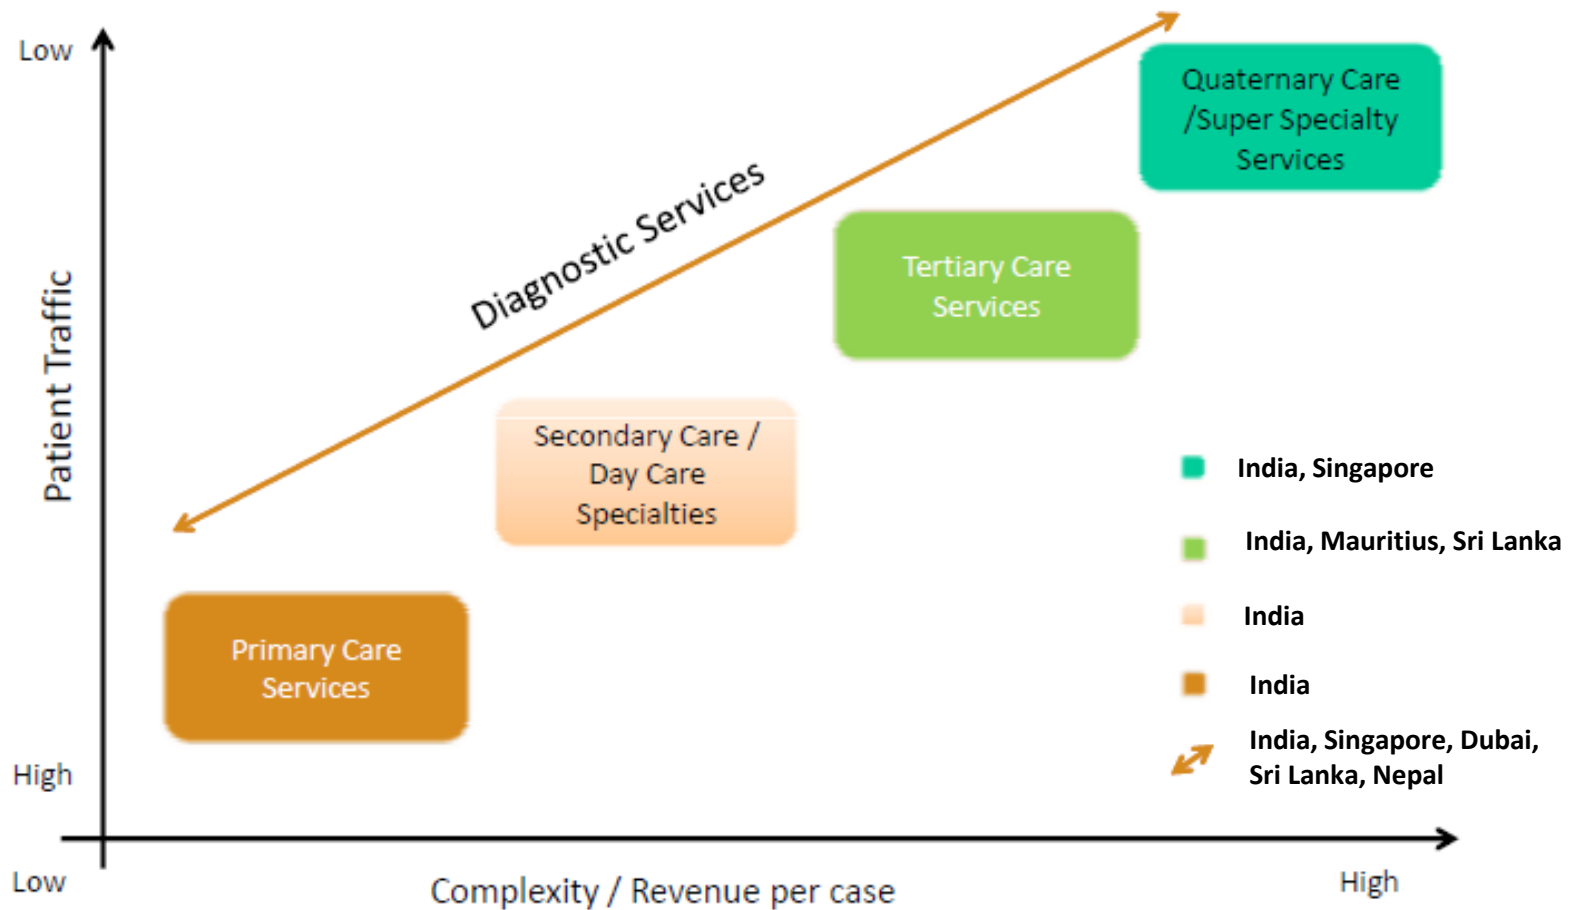 Low
Quaternary Care
/Super Specialty
Services
Diagnostic Services
Tertiary Care
Services
Patient Traffic
Secondary Care /
Day Care
Specialties
India, Singapore
India, Mauritius, Sri Lanka
India
Primary Care
Services
India
India, Singapore, Dubai,
Sri Lanka, Nepal
High
Low
Complexity / Revenue per case
High